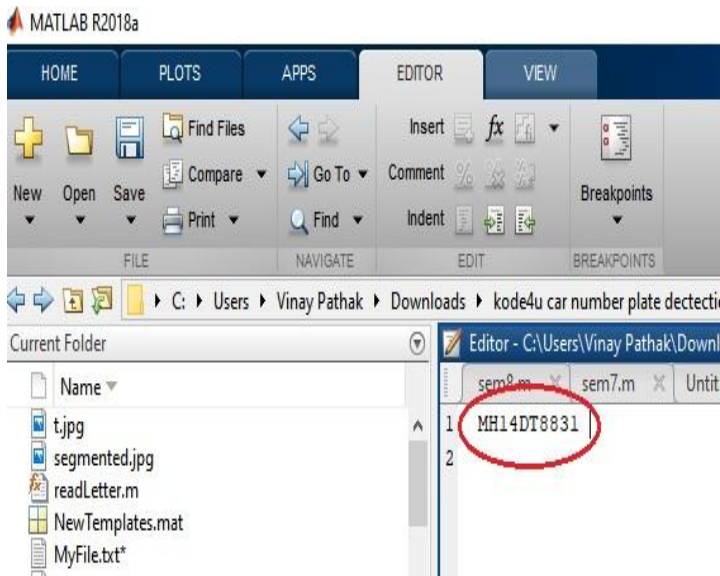 MATLAB R2018a
HOME PLOTS APPS EDITOR VIEW
New
Open
Save
Find Files
Compare
Print
FILE
Go To
Find
NAVIGATE
Insert fx
Comment
Indent
EDIT
Breakpoints
BREAKPOINTS
C: Users Vinay Pathak Downloads kode4u car number plate dectecti
Current Folder
Name
t.jpg
segmented.jpg
readLetter.m
NewTemplates.mat
MyFile.txt*
Editor - C:\Users\Vinay Pathak\Downl
sem8.m sem7.m Untit
1 MH14DT8831
2